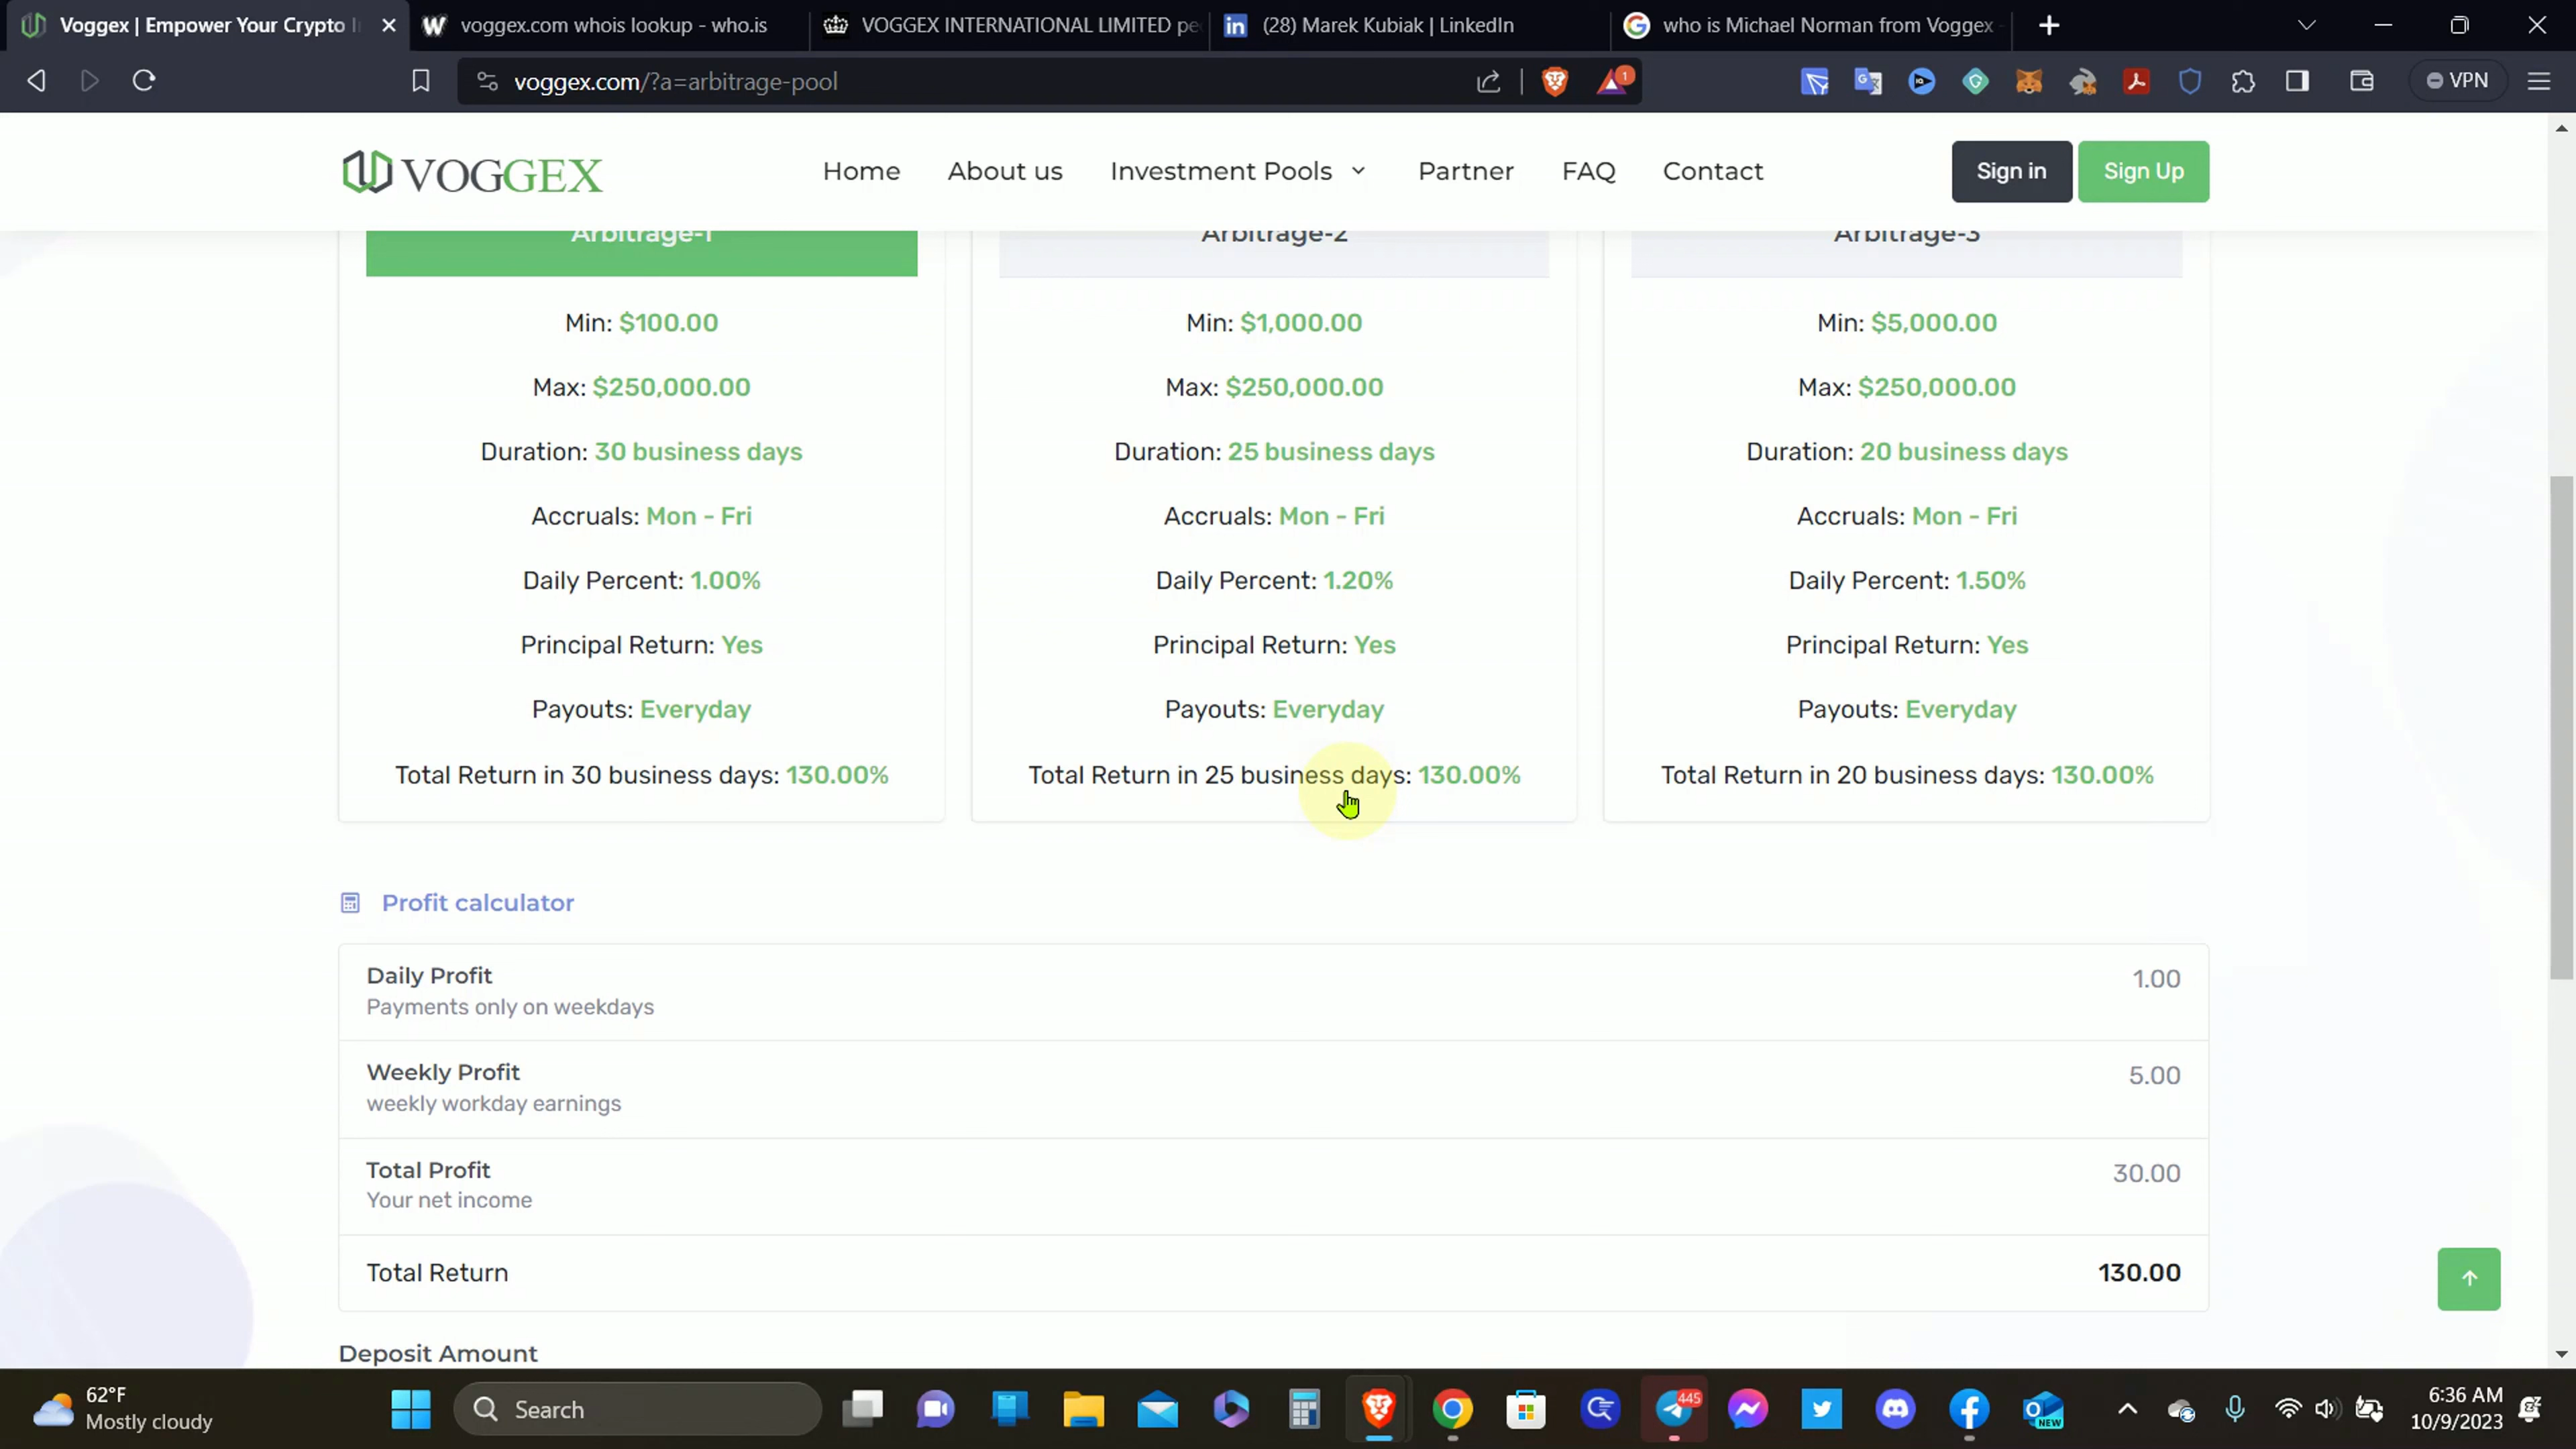 Voggex | Empower Your Crypto I
voggex.com whois lookup - who.is
VOGGEX INTERNATIONAL LIMITED pe
(28) Marek Kubiak | LinkedIn
who is Michael Norman from Voggex -
voggex.com/?a=arbitrage-pool
1
VPN
VOGGEX
Home
About us
Investment Pools
Partner
FAQ
Contact
Sign in
Sign Up
Arbitrage-1
Min: $100.00
Max: $250,000.00
Duration: 30 business days
Accruals: Mon - Fri
Daily Percent: 1.00%
Principal Return: Yes
Payouts: Everyday
Total Return in 30 business days: 130.00%
Arbitrage-2
Min: $1,000.00
Max: $250,000.00
Duration: 25 business days
Accruals: Mon - Fri
Daily Percent: 1.20%
Principal Return: Yes
Payouts: Everyday
Total Return in 25 business days: 130.00%
Arbitrage-3
Min: $5,000.00
Max: $250,000.00
Duration: 20 business days
Accruals: Mon - Fri
Daily Percent: 1.50%
Principal Return: Yes
Payouts: Everyday
Total Return in 20 business days: 130.00%
Profit calculator
Daily Profit
Payments only on weekdays
1.00
Weekly Profit
weekly workday earnings
5.00
Total Profit
Your net income
30.00
Total Return
130.00
Deposit Amount
62°F
Mostly cloudy
Search
445
NEW
6:36 AM
10/9/2023